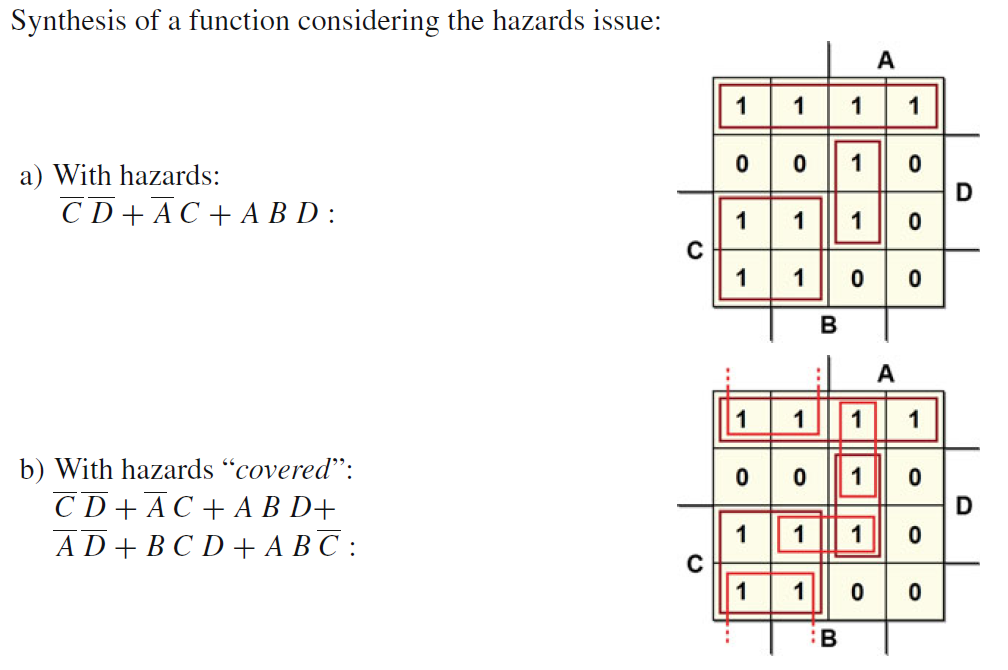 Synthesis of a function considering the hazards issue:
A
1 1 1 1
0 0 1 0
D
a) With hazards:
C̅ D̅ + A̅ C + A B D :
1 1 1 0
C
1 1 0 0
B
A
1 1 1 1
b) With hazards “covered”:
0 0 1 0
D
C̅ D̅ + A̅ C + A B D+
1 1 1 0
A̅ D̅ + B C D + A B C̅ :
C
1 1 0 0
B